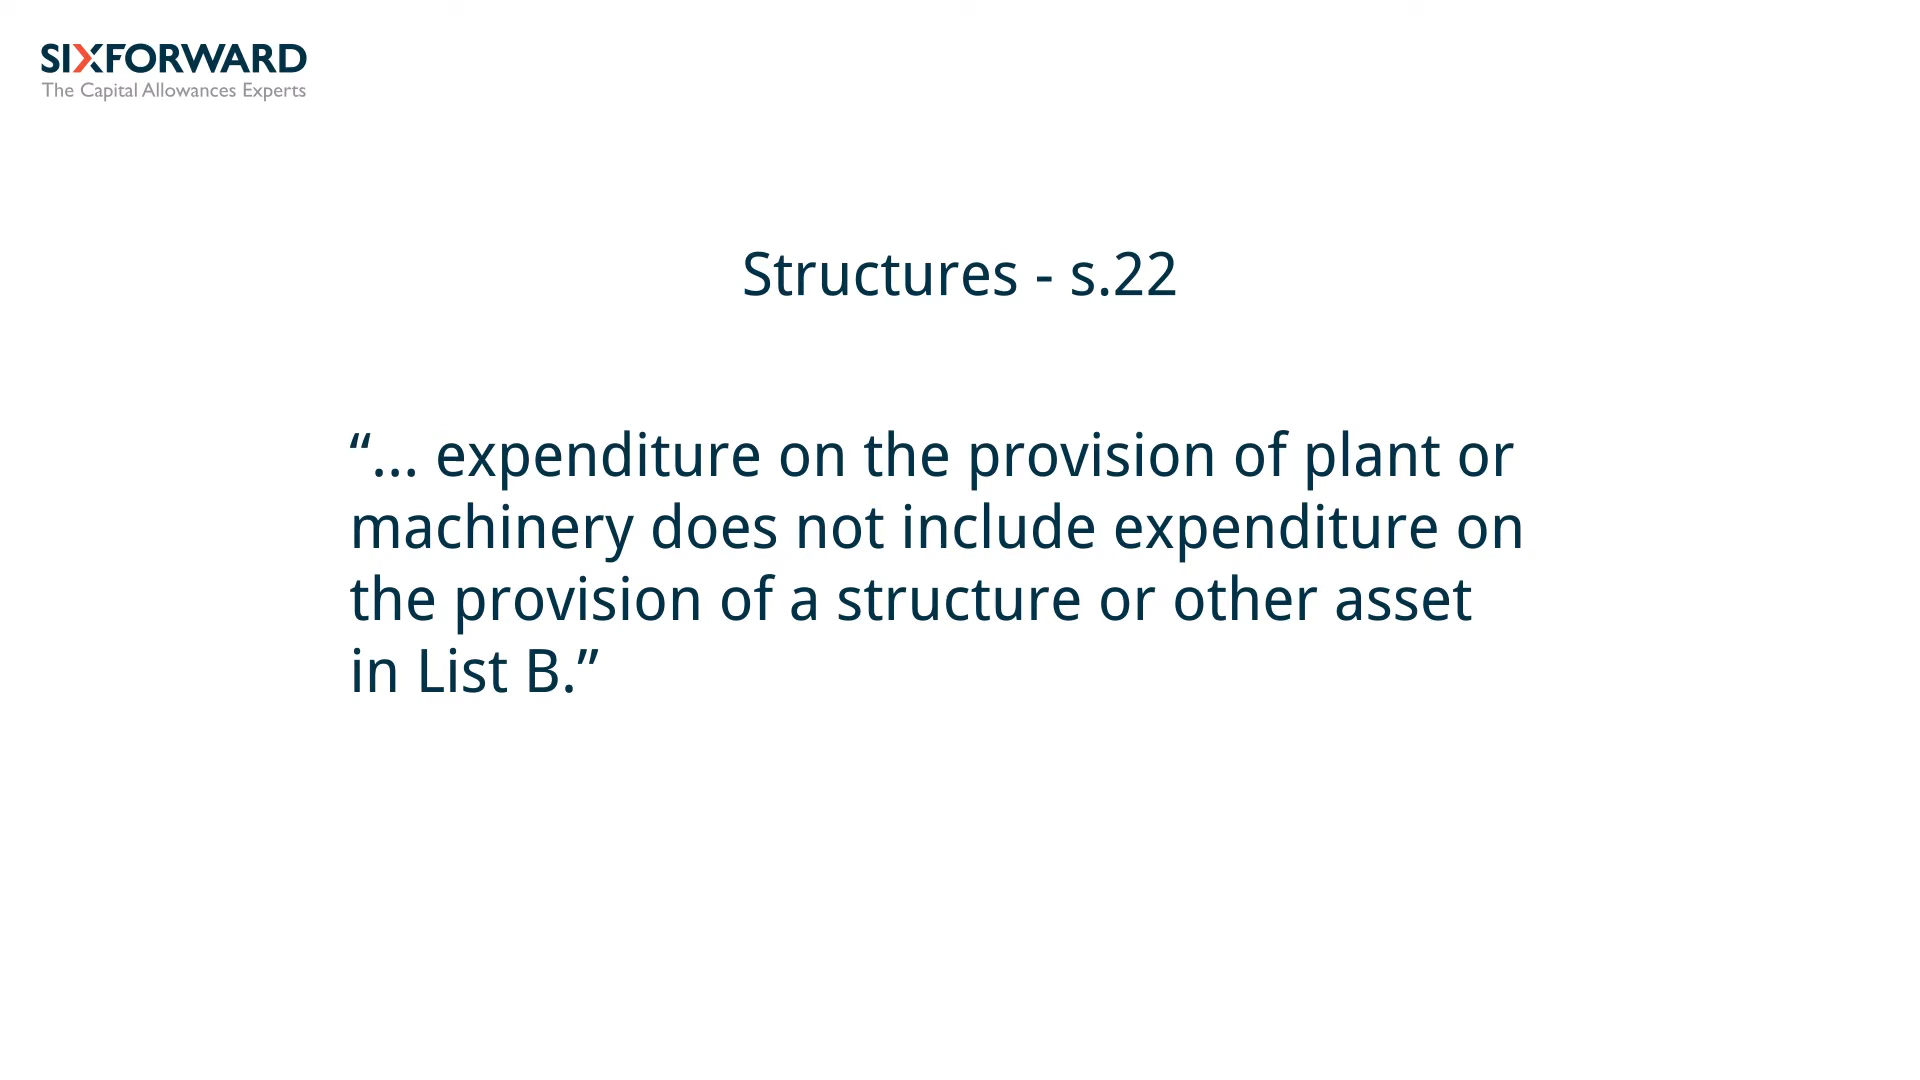 SIXFORWARD
The Capital Allowances Experts
Structures - s.22
“... expenditure on the provision of plant or
machinery does not include expenditure on
the provision of a structure or other asset
in List B.”